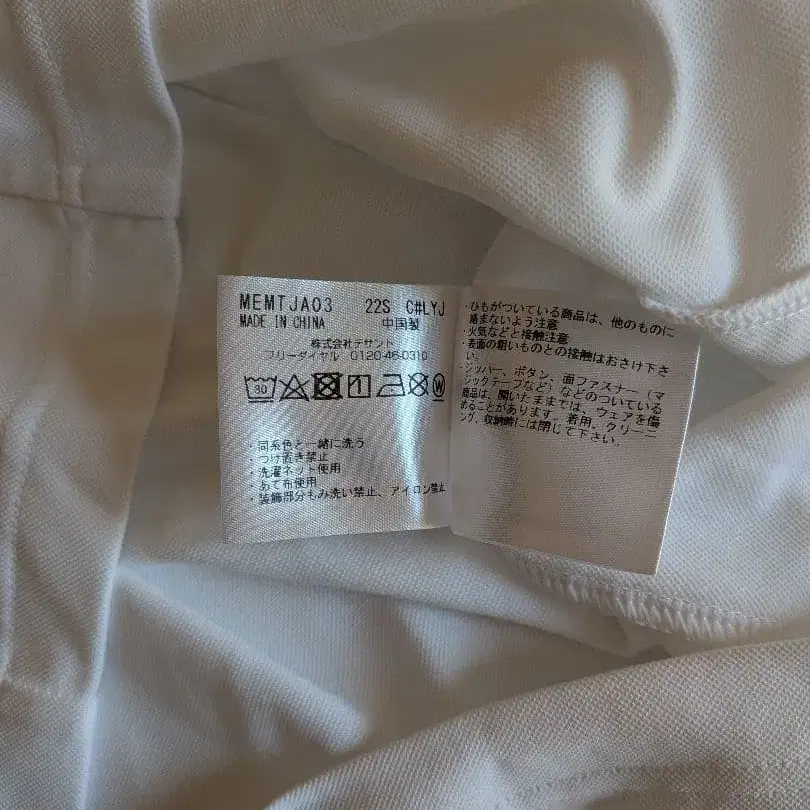 MEMTJA03 22S C#LYJ
MADE IN CHINA 中国製
株式会社デサント
フリーダイヤル 0120-46-0310
30 W
・同系色と一緒に洗う
・つけ置き禁止
・洗濯ネット使用
・あて布使用
・装飾部分もみ洗い禁止、アイロン禁止
・ひもがついている商品は、他のものに
絡まないよう注意
・火気などと接触注意
・表面の粗いものとの接触はおさけ下さ
い。
・ジッパー、ボタン、面ファスナー（マ
ジックテープなど）などのついている
商品は、開いたままでは、ウェアを傷
めることがあります。着用、クリーニ
ング、収納時には閉じて下さい。